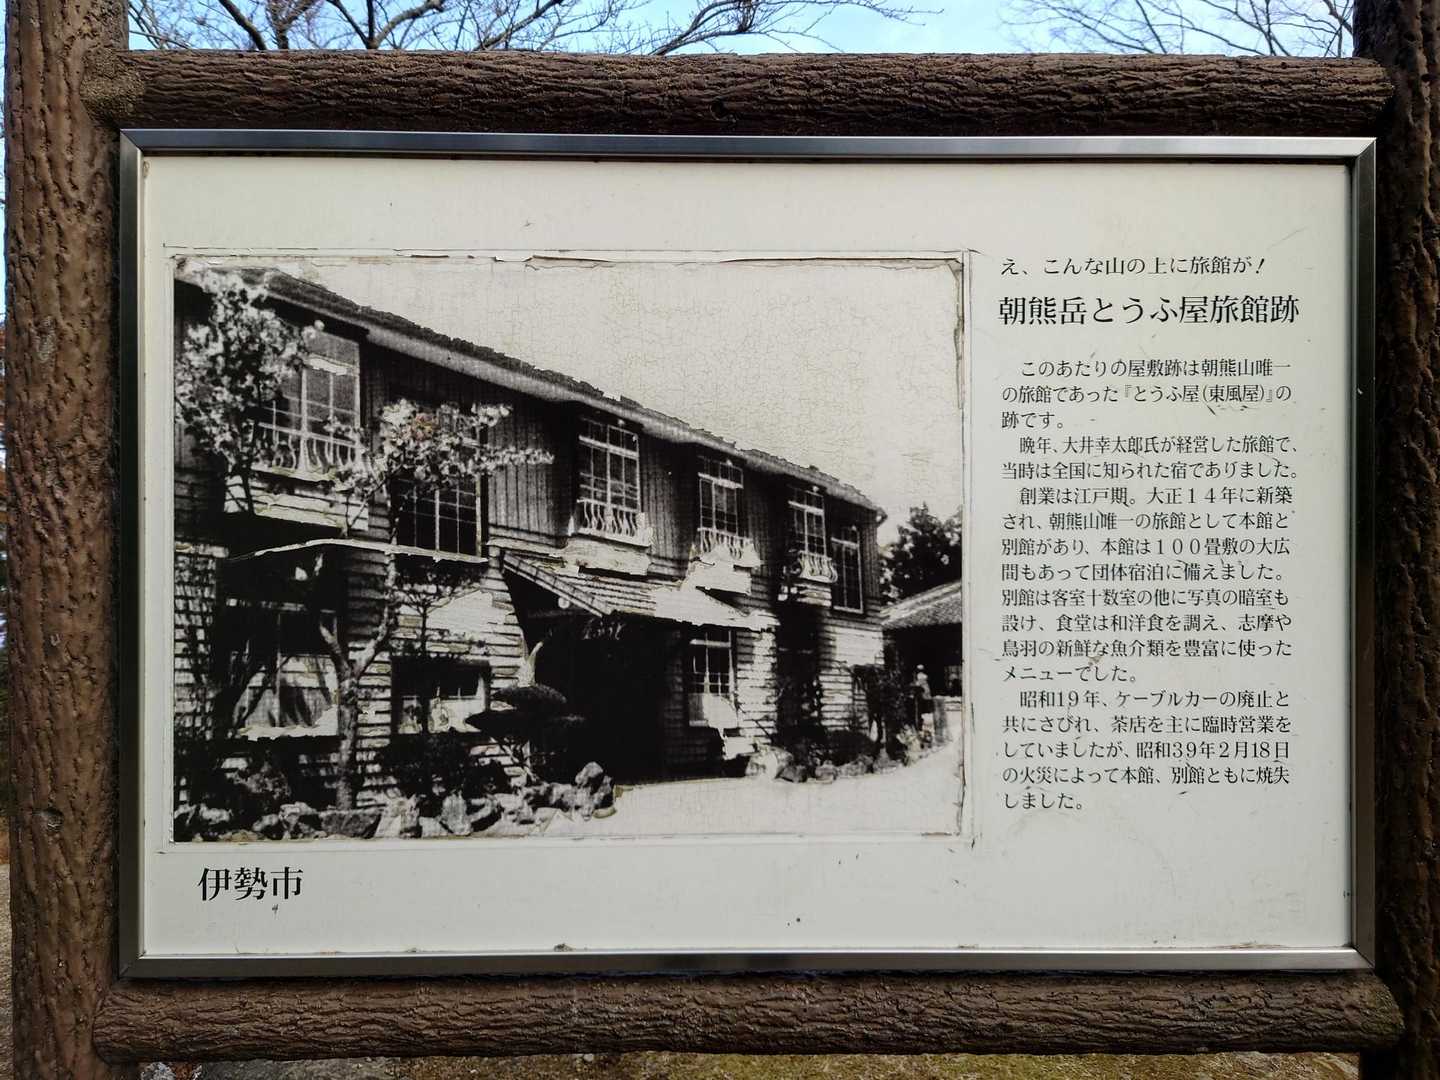 え、こんな山の上に旅館が！
朝熊岳とうふ屋旅館跡
このあたりの屋敷跡は朝熊山唯一
の旅館であった『とうふ屋（東風屋）』の
跡です。
晩年、大井幸太郎氏が経営した旅館で、
当時は全国に知られた宿でありました。
創業は江戸期。大正１４年に新築
され、朝熊山唯一の旅館として本館と
別館があり、本館は１００畳敷の大広
間もあって団体宿泊に備えました。
別館は客室十数室の他に写真の暗室も
設け、食堂は和洋食を調え、志摩や
鳥羽の新鮮な魚介類を豊富に使った
メニューでした。
昭和19年、ケーブルカーの廃止と
共にさびれ、茶店を主に臨時営業を
していましたが、昭和39年2月18日
の火災によって本館、別館ともに焼失
しました。
伊勢市